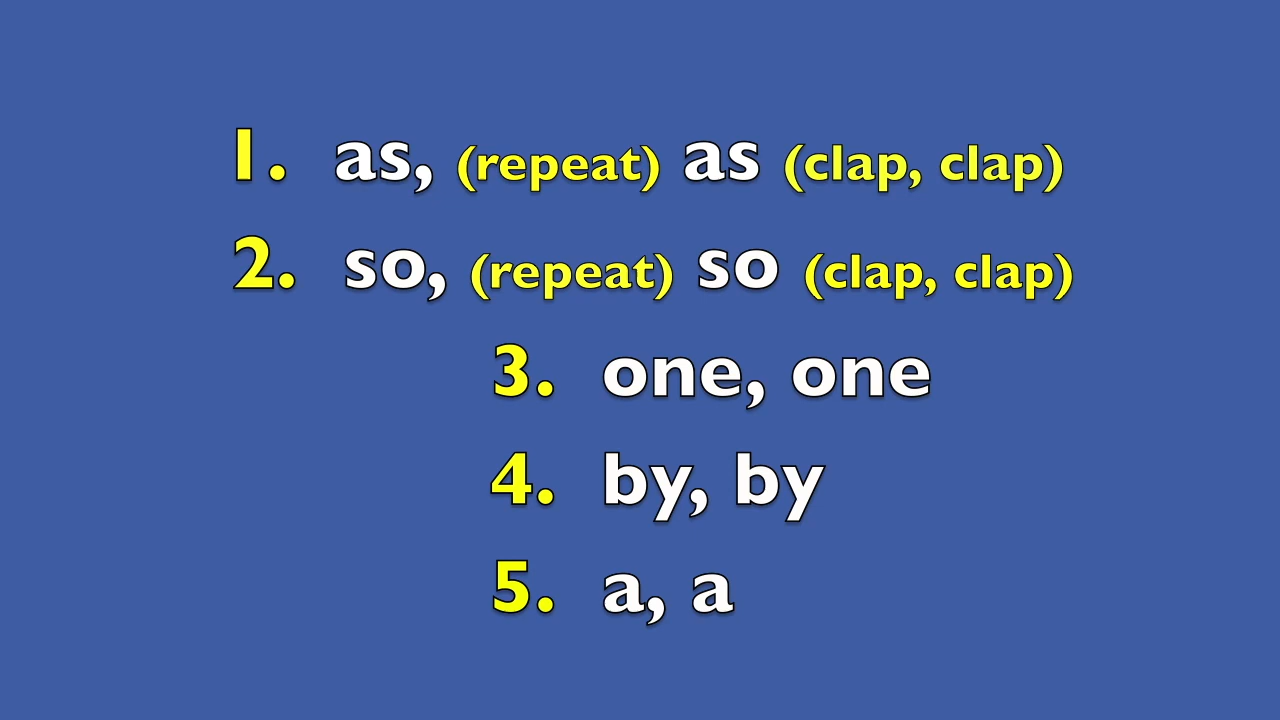 1. as, (repeat) as (clap, clap)
2. so, (repeat) so (clap, clap)
3. one, one
4. by, by
5. a, a